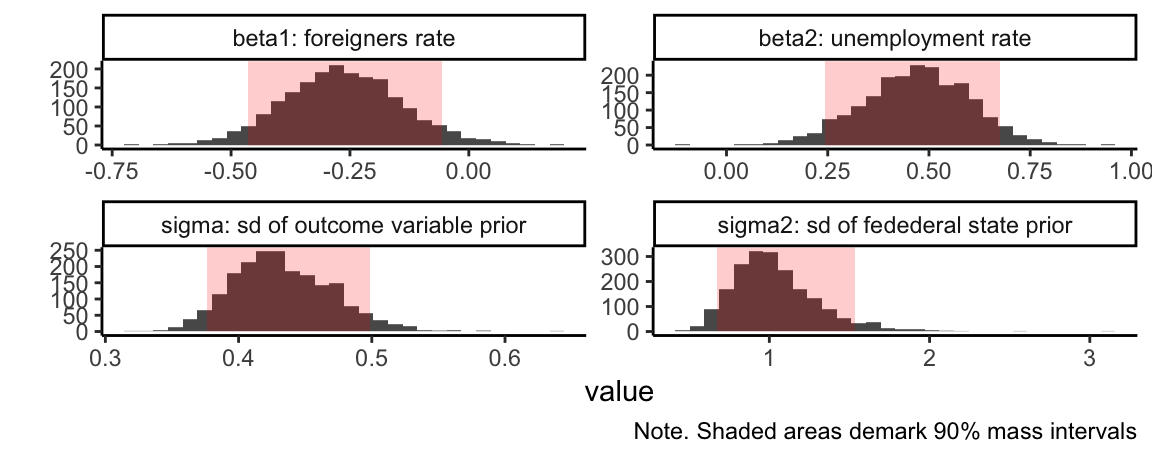 beta1: foreigners rate
beta2: unemployment rate
200
150
100
50
0
-0.75 -0.50 -0.25 0.00
200
150
100
50
0
0.00 0.25 0.50 0.75 1.00
sigma: sd of outcome variable prior
sigma2: sd of fedederal state prior
250
200
150
100
50
0
0.3 0.4 0.5 0.6
300
200
100
0
1 2 3
value
Note. Shaded areas demark 90% mass intervals